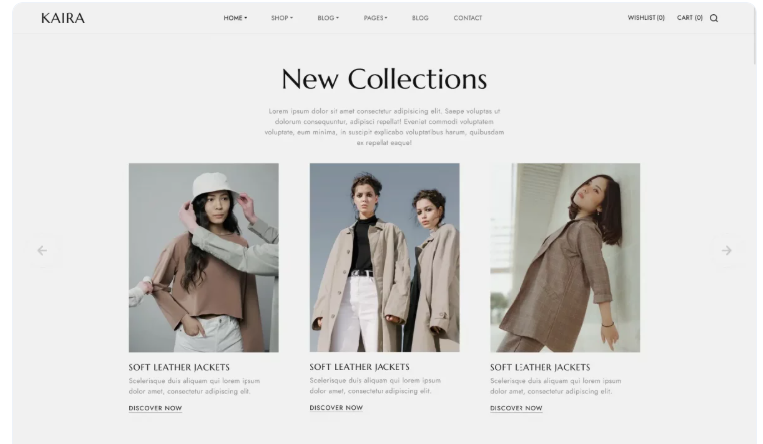 KAIRA
HOME
SHOP
BLOG
PAGES
BLOG
CONTACT
WISHLIST (0)
CART (0)
New Collections
Lorem ipsum dolor sit amet consectetur adipisicing elit. Saepe voluptas ut
dolorum consequuntur, adipisci repellat! Eveniet commodi voluptatem
voluptate, eum minima, in suscipit explicabo voluptatibus harum, quibusdam
ex repellat eaque!
SOFT LEATHER JACKETS
Scelerisque duis aliquam qui lorem ipsum
dolor amet, consectetur adipiscing elit.
DISCOVER NOW
SOFT LEATHER JACKETS
Scelerisque duis aliquam qui lorem ipsum
dolor amet, consectetur adipiscing elit.
DISCOVER NOW
SOFT LEATHER JACKETS
Scelerisque duis aliquam qui lorem ipsum
dolor amet, consectetur adipiscing elit.
DISCOVER NOW